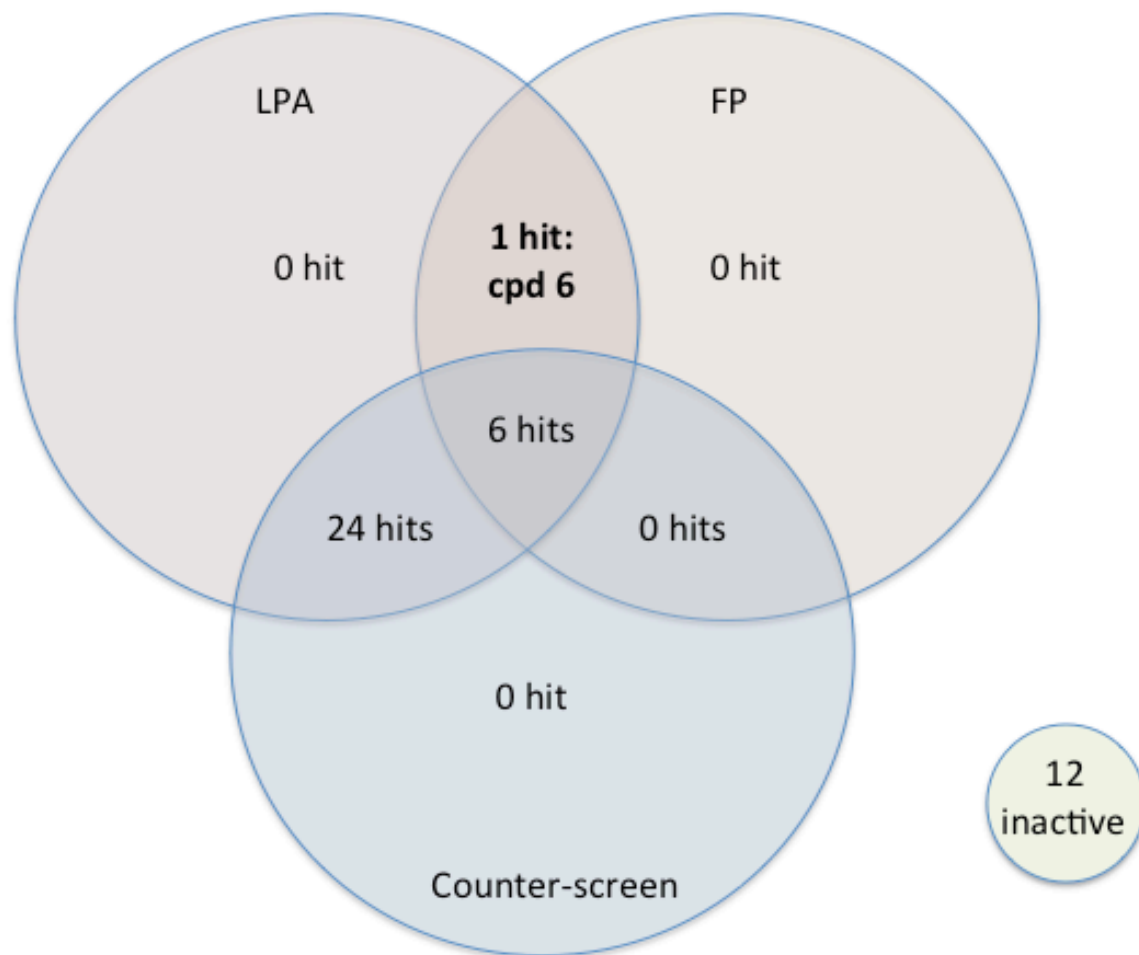 LPA
FP
1 hit:
cpd 6
0 hit
0 hit
6 hits
24 hits
0 hits
0 hit
12
inactive
Counter-screen